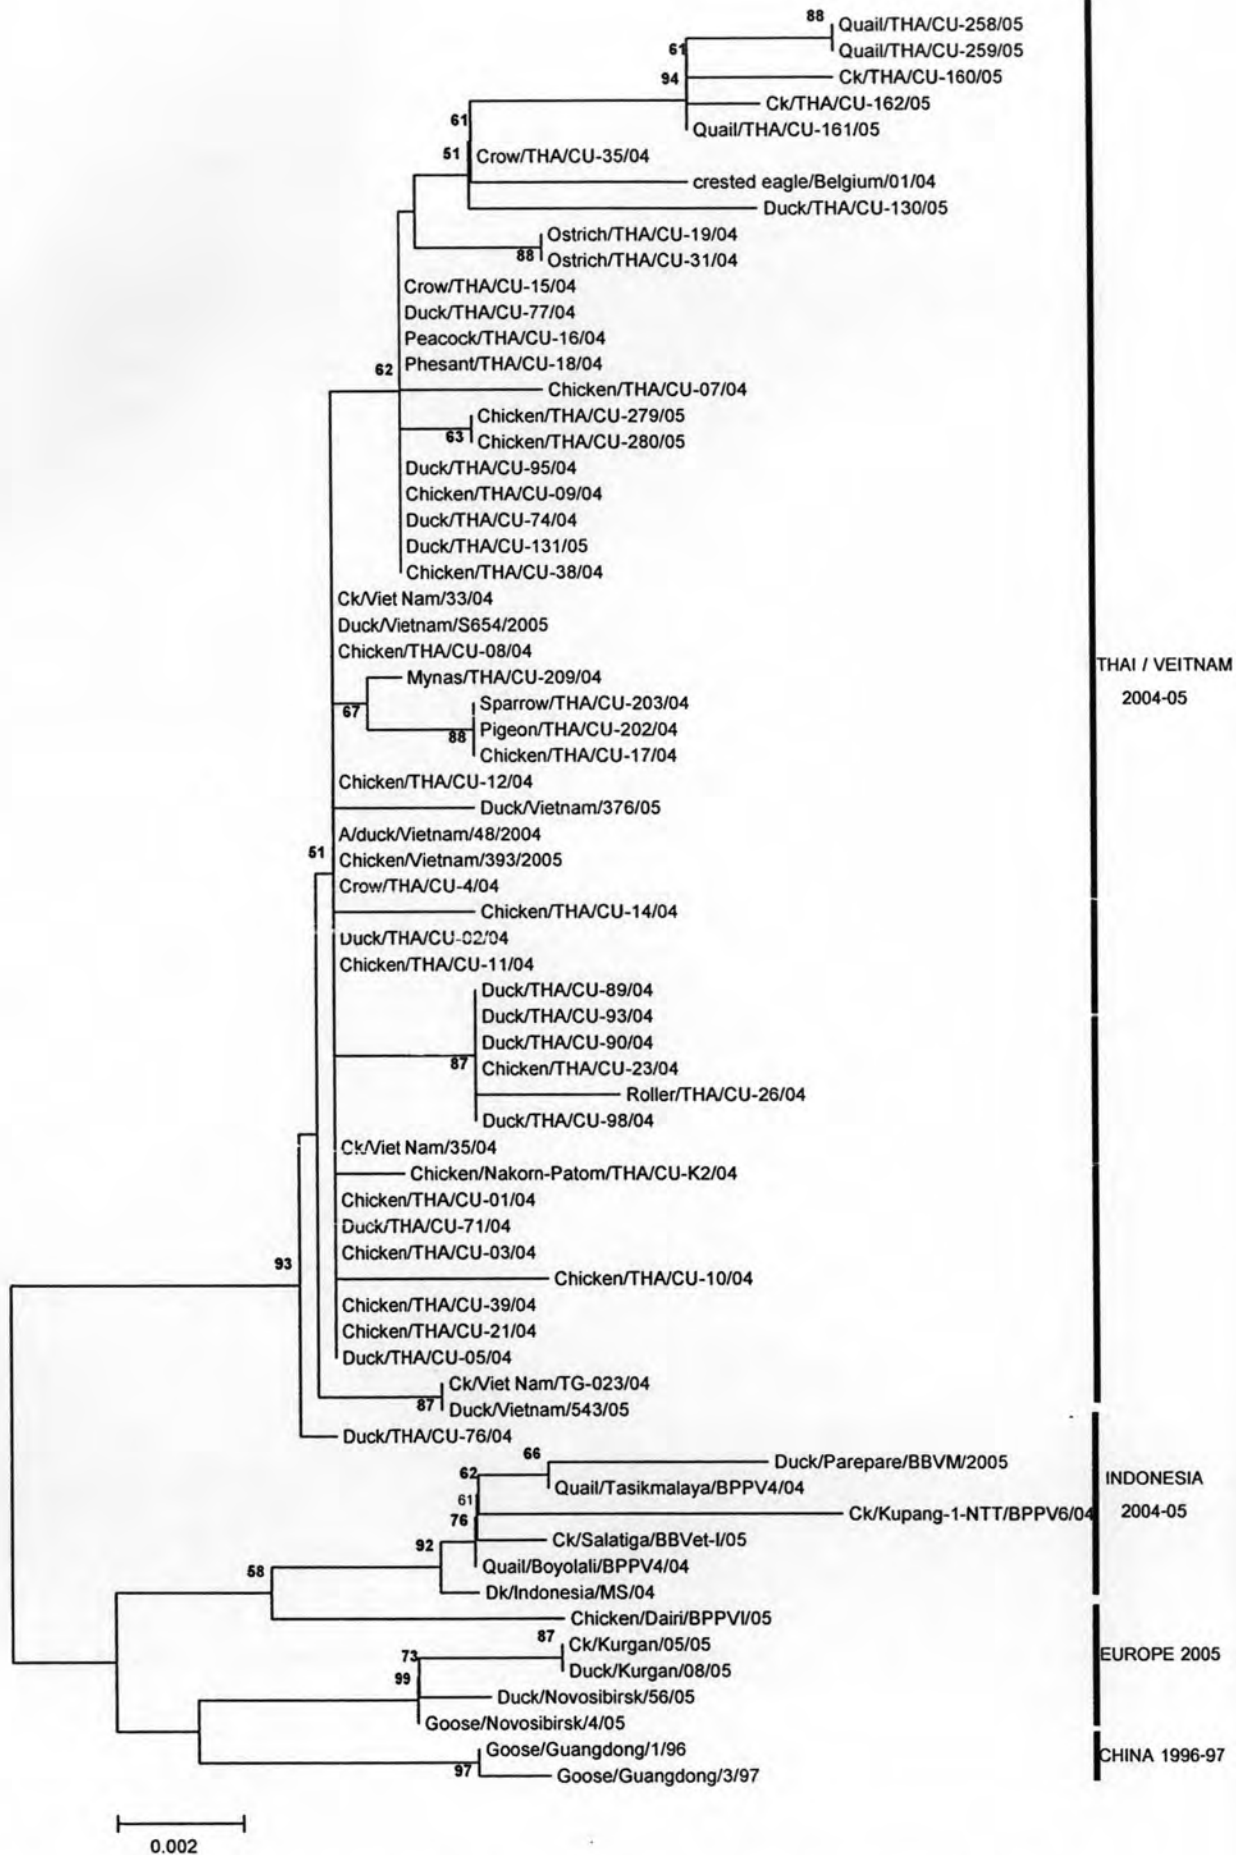 88
Quail/THA/CU-258/05
Quail/THA/CU-259/05
61
94
Ck/THA/CU-160/05
Ck/THA/CU-162/05
61
Quail/THA/CU-161/05
51
Crow/THA/CU-35/04
crested eagle/Belgium/01/04
Duck/THA/CU-130/05
Ostrich/THA/CU-19/04
88
Ostrich/THA/CU-31/04
Crow/THA/CU-15/04
Duck/THA/CU-77/04
Peacock/THA/CU-16/04
Phesant/THA/CU-18/04
62
Chicken/THA/CU-07/04
Chicken/THA/CU-279/05
63
Chicken/THA/CU-280/05
Duck/THA/CU-95/04
Chicken/THA/CU-09/04
Duck/THA/CU-74/04
Duck/THA/CU-131/05
Chicken/THA/CU-38/04
Ck/Viet Nam/33/04
Duck/Vietnam/S654/2005
Chicken/THA/CU-08/04
THAI / VEITNAM
2004-05
Mynas/THA/CU-209/04
67
Sparrow/THA/CU-203/04
88
Pigeon/THA/CU-202/04
Chicken/THA/CU-17/04
Chicken/THA/CU-12/04
Duck/Vietnam/376/05
A/duck/Vietnam/48/2004
51
Chicken/Vietnam/393/2005
Crow/THA/CU-4/04
Chicken/THA/CU-14/04
Duck/THA/CU-02/04
Chicken/THA/CU-11/04
Duck/THA/CU-89/04
Duck/THA/CU-93/04
Duck/THA/CU-90/04
87
Chicken/THA/CU-23/04
Roller/THA/CU-26/04
Duck/THA/CU-98/04
Ck/Viet Nam/35/04
Chicken/Nakorn-Patom/THA/CU-K2/04
Chicken/THA/CU-01/04
Duck/THA/CU-71/04
Chicken/THA/CU-03/04
93
Chicken/THA/CU-10/04
Chicken/THA/CU-39/04
Chicken/THA/CU-21/04
Duck/THA/CU-05/04
Ck/Viet Nam/TG-023/04
87
Duck/Vietnam/543/05
Duck/THA/CU-76/04
66
Duck/Parepare/BBVM/2005
62
Quail/Tasikmalaya/BPPV4/04
INDONESIA
2004-05
61
Ck/Kupang-1-NTT/BPPV6/04
76
Ck/Salatiga/BBVet-I/05
92
Quail/Boyolali/BPPV4/04
58
Dk/Indonesia/MS/04
Chicken/Dairi/BPPVI/05
87
Ck/Kurgan/05/05
73
Duck/Kurgan/08/05
EUROPE 2005
99
Duck/Novosibirsk/56/05
Goose/Novosibirsk/4/05
Goose/Guangdong/1/96
97
Goose/Guangdong/3/97
CHINA 1996-97
0.002